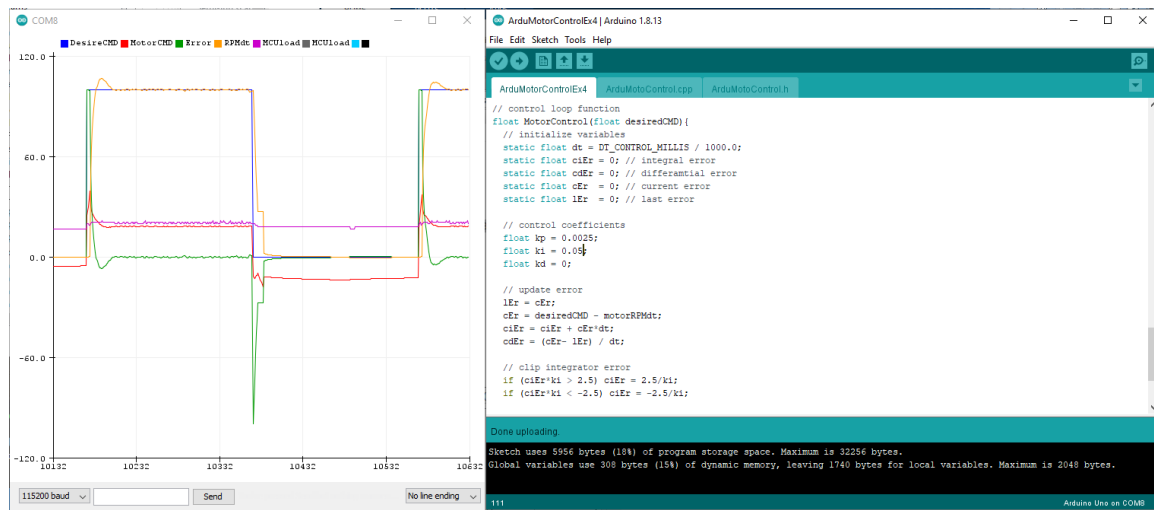 COM8
DesireCMD MotorCMD Error RPMdt MCUload MCUload
120.0
60.0
0.0
-60.0
-120.0
10132 10232 10332 10432 10532 10632
115200 baud Send No line ending
ArduMotorControlEx4 | Arduino 1.8.13
File Edit Sketch Tools Help
ArduMotorControlEx4 ArduMotoControl.cpp ArduMotoControl.h
// control loop function
float MotorControl(float desiredCMD){
// initialize variables
static float dt = DT_CONTROL_MILLIS / 1000.0;
static float ciEr = 0; // integral error
static float cdEr = 0; // differamtial error
static float cEr = 0; // current error
static float lEr = 0; // last error
// control coefficients
float kp = 0.0025;
float ki = 0.05;
float kd = 0;
// update error
lEr = cEr;
cEr = desiredCMD - motorRPMdt;
ciEr = ciEr + cEr*dt;
cdEr = (cEr- lEr) / dt;
// clip integrator error
if (ciEr*ki > 2.5) ciEr = 2.5/ki;
if (ciEr*ki < -2.5) ciEr = -2.5/ki;
Done uploading.
Sketch uses 5956 bytes (18%) of program storage space. Maximum is 32256 bytes.
Global variables use 308 bytes (15%) of dynamic memory, leaving 1740 bytes for local variables. Maximum is 2048 bytes.
111 Arduino Uno on COM8